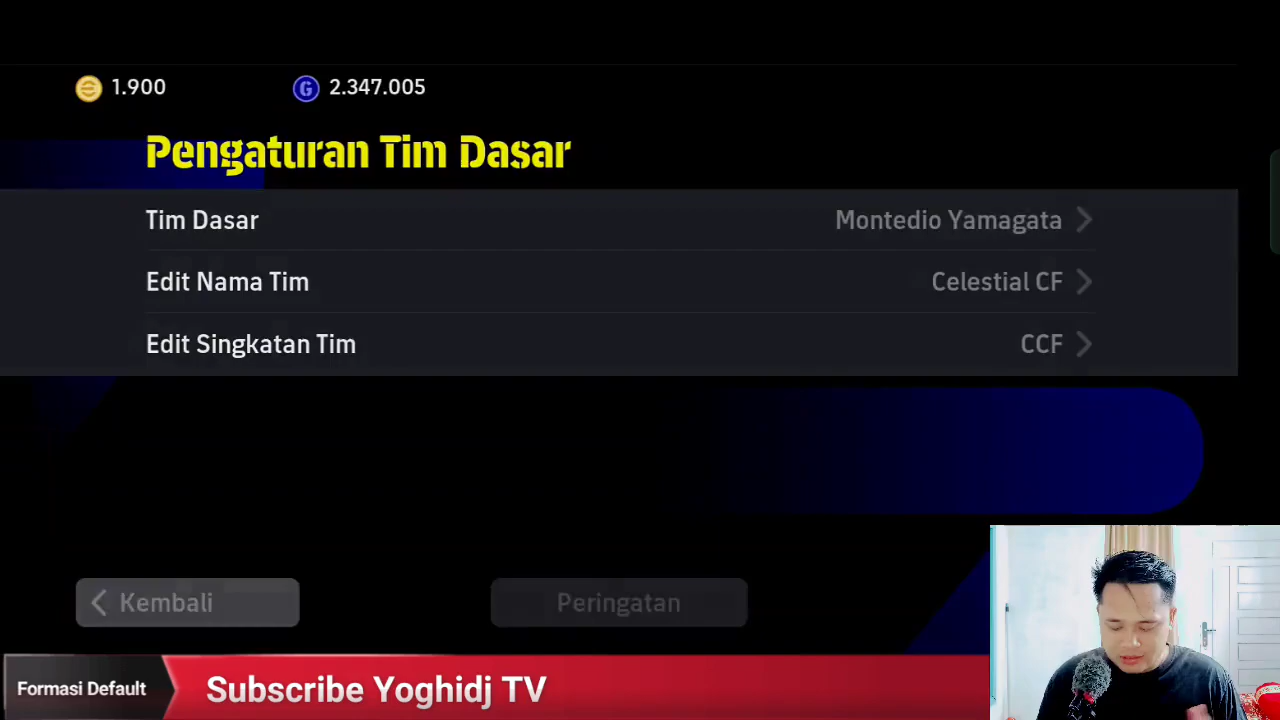 1.900
G 2.347.005
Pengaturan Tim Dasar
Tim Dasar Montedio Yamagata
Edit Nama Tim Celestial CF
Edit Singkatan Tim CCF
Kembali Peringatan
Formasi Default Subscribe Yoghidj TV